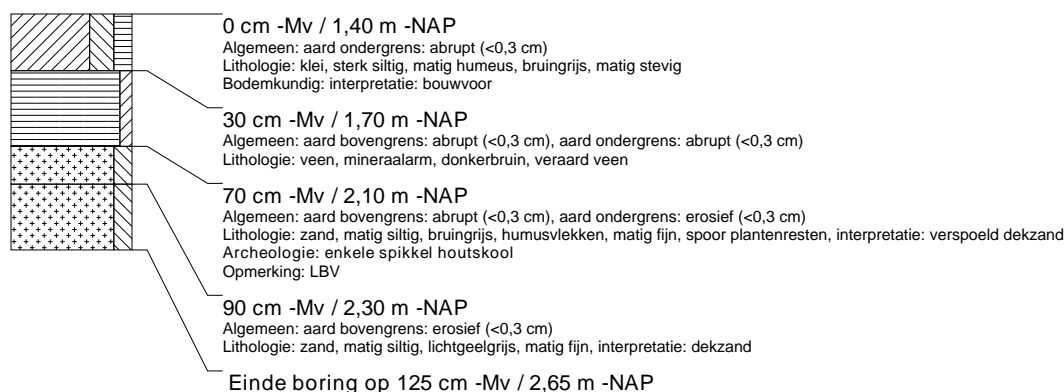 0 cm -Mv / 1,40 m -NAP
Algemeen: aard ondergrens: abrupt (<0,3 cm)
Lithologie: klei, sterk siltig, matig humeus, bruingrijs, matig stevig
Bodemkundig: interpretatie: bouwvoor
30 cm -Mv / 1,70 m -NAP
Algemeen: aard bovengrens: abrupt (<0,3 cm), aard ondergrens: abrupt (<0,3 cm)
Lithologie: veen, mineraalarm, donkerbruin, veraard veen
70 cm -Mv / 2,10 m -NAP
Algemeen: aard bovengrens: abrupt (<0,3 cm), aard ondergrens: erosief (<0,3 cm)
Lithologie: zand, matig siltig, bruingrijs, humusvlekken, matig fijn, spoor plantenresten, interpretatie: verspoeld dekzand
Archeologie: enkele spikkel houtskool
Opmerking: LBV
90 cm -Mv / 2,30 m -NAP
Algemeen: aard bovengrens: erosief (<0,3 cm)
Lithologie: zand, matig siltig, lichtgeelgrijs, matig fijn, interpretatie: dekzand
Einde boring op 125 cm -Mv / 2,65 m -NAP